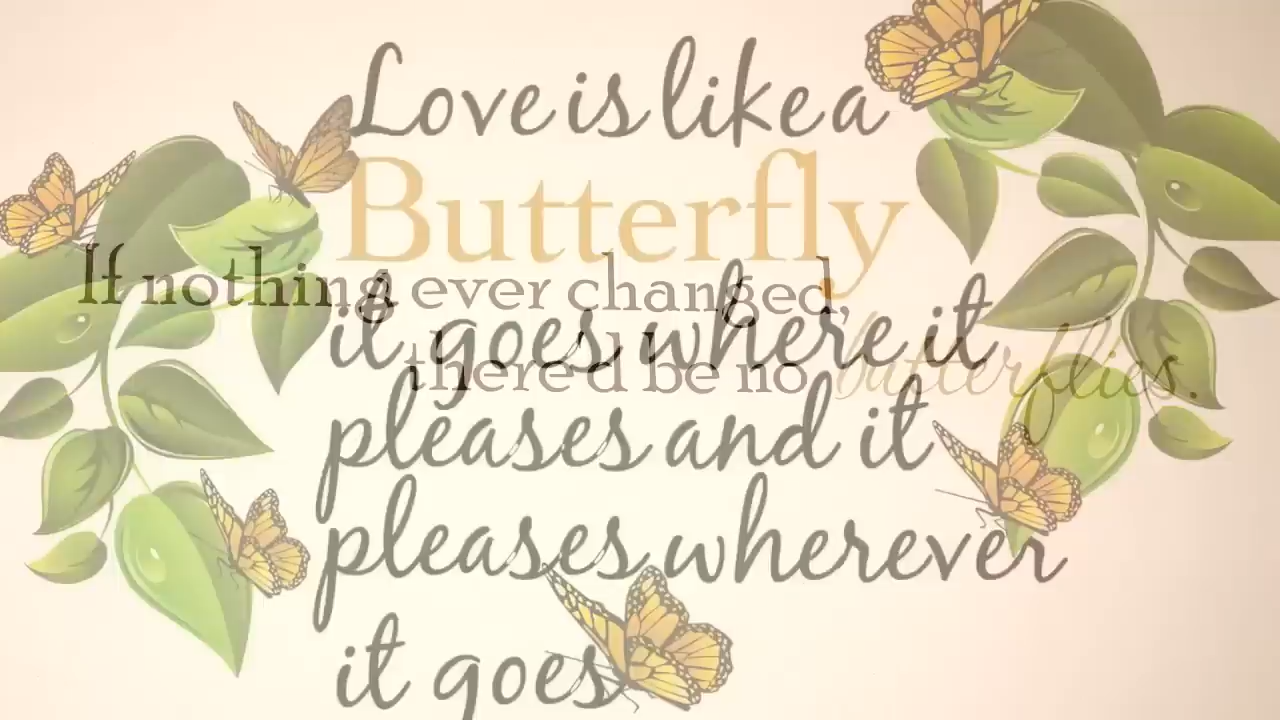 Love is like a
Butterfly
it goes where it
pleases and it
pleases wherever
it goes
If nothing ever changed,
there'd be no butterflies.